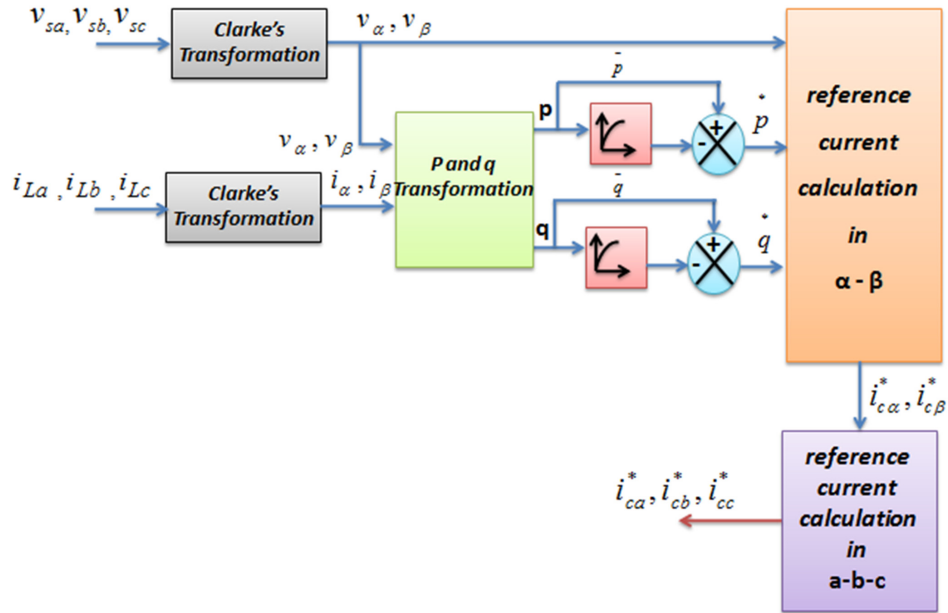 v_sa, v_sb, v_sc
Clarke's
Transformation
v_α, v_β
v_α, v_β
i_La, i_Lb, i_Lc
Clarke's
Transformation
i_α, i_β
P and q
Transformation
p
p̄
+
-
p*
q
q̄
+
-
q*
reference
current
calculation
in
α - β
i*_cα, i*_cβ
reference
current
calculation
in
a-b-c
i*_ca, i*_cb, i*_cc